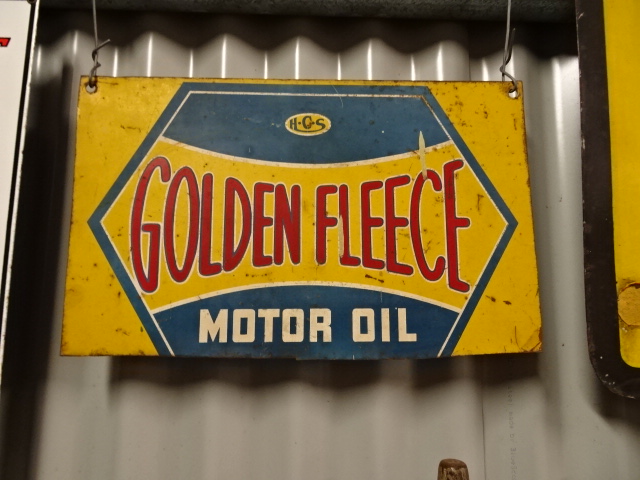 H·C·S
GOLDEN FLEECE
MOTOR OIL